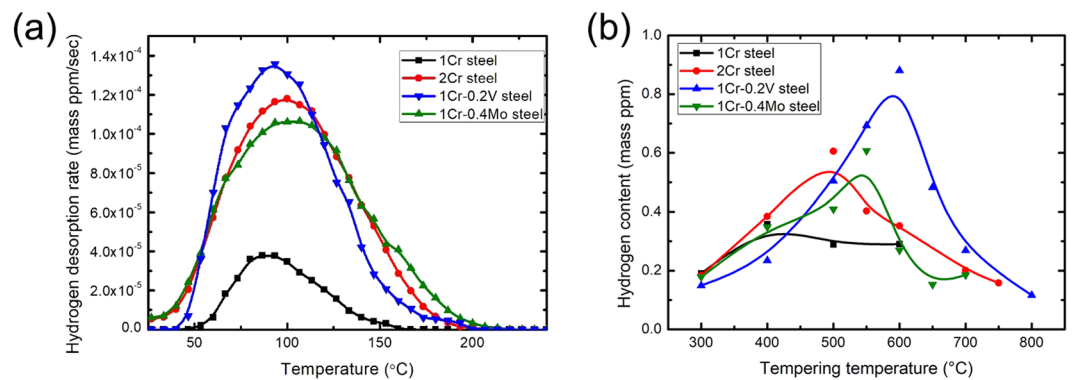 (a)
Hydrogen desorption rate (mass ppm/sec)
1.4x10⁻⁴
1.2x10⁻⁴
1.0x10⁻⁴
8.0x10⁻⁵
6.0x10⁻⁵
4.0x10⁻⁵
2.0x10⁻⁵
0.0
1Cr steel
2Cr steel
1Cr-0.2V steel
1Cr-0.4Mo steel
50 100 150 200
Temperature (°C)
(b)
Hydrogen content (mass ppm)
1.0
0.8
0.6
0.4
0.2
0.0
1Cr steel
2Cr steel
1Cr-0.2V steel
1Cr-0.4Mo steel
300 400 500 600 700 800
Tempering temperature (°C)